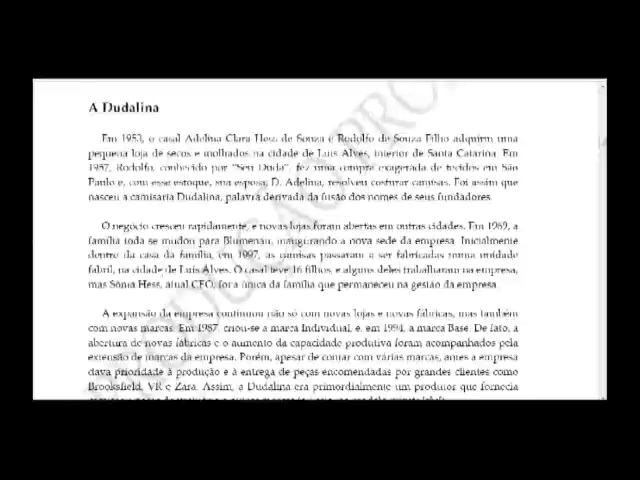 A Dudalina
Em 1953, o casal Adelina Clara Hess de Souza e Rodolfo de Souza Filho adquirem uma
pequena loja de secos e molhados na cidade de Luis Alves, interior de Santa Catarina. Em
1957, Rodolfo, conhecido por "Seu Duda", fez uma compra exagerada de tecidos em São
Paulo e, com esse estoque, sua esposa, D. Adelina, resolveu costurar camisas. Foi assim que
nasceu a camisaria Dudalina, palavra derivada da fusão dos nomes de seus fundadores.
O negócio cresceu rapidamente, e novas lojas foram abertas em outras cidades. Em 1969, a
família toda se mudou para Blumenau, inaugurando a nova sede da empresa. Inicialmente
dentro da casa da família, em 1997, as camisas passaram a ser fabricadas numa unidade
fabril, na cidade de Luis Alves. O casal teve 16 filhos, e alguns deles trabalharam na empresa,
mas Sônia Hess, atual CEO, foi a única da família que permaneceu na gestão da empresa.
A expansão da empresa continuou não só com novas lojas e novas fábricas, mas também
com novas marcas. Em 1987, criou-se a marca Individual, e, em 1994, a marca Base. De fato, a
abertura de novas fábricas e o aumento da capacidade produtiva foram acompanhados pela
extensão de marcas da empresa. Porém, apesar de contar com várias marcas, antes a empresa
dava prioridade à produção e à entrega de peças encomendadas por grandes clientes como
Brooksfield, VR e Zara. Assim, a Dudalina era primordialmente um produtor que fornecia